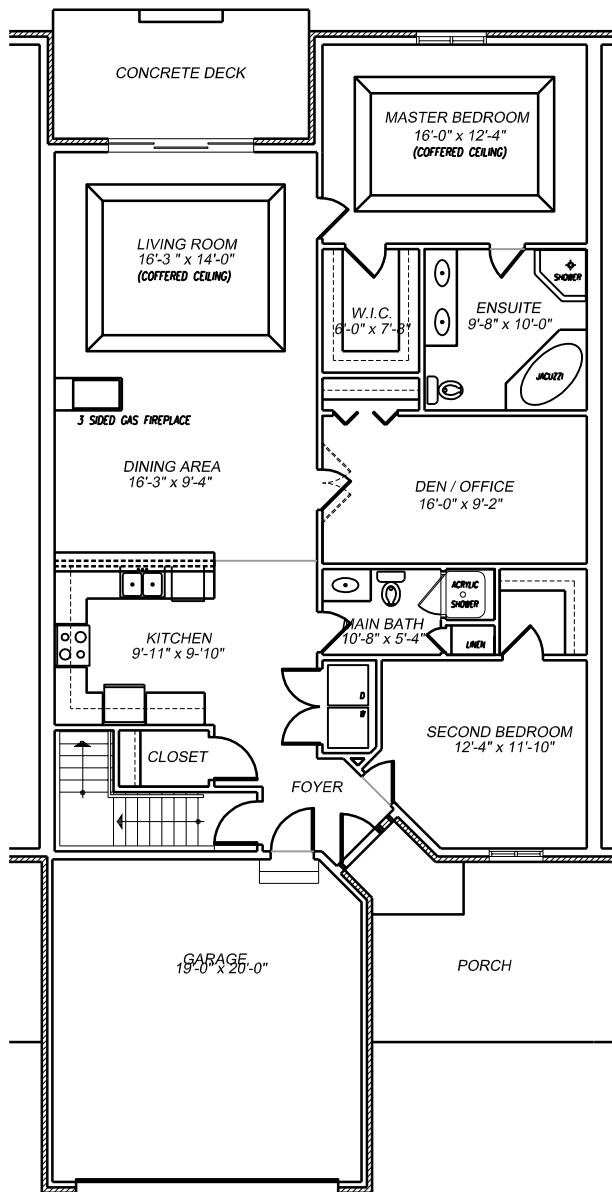 CONCRETE DECK
MASTER BEDROOM
16'-0" x 12'-4"
(COFFERED CEILING)
LIVING ROOM
16'-3 " x 14'-0"
(COFFERED CEILING)
W.I.C.
6'-0" x 7'-8"
ENSUITE
9'-8" x 10'-0"
SHOWER
JACUZZI
3 SIDED GAS FIREPLACE
DINING AREA
16'-3" x 9'-4"
DEN / OFFICE
16'-0" x 9'-2"
KITCHEN
9'-11" x 9-'10"
MAIN BATH
10'-8" x 5'-4"
ACRYLIC
SHOWER
LINEN
D
W
SECOND BEDROOM
12'-4" x 11'-10"
CLOSET
FOYER
GARAGE
19'-0" x 20'-0"
PORCH